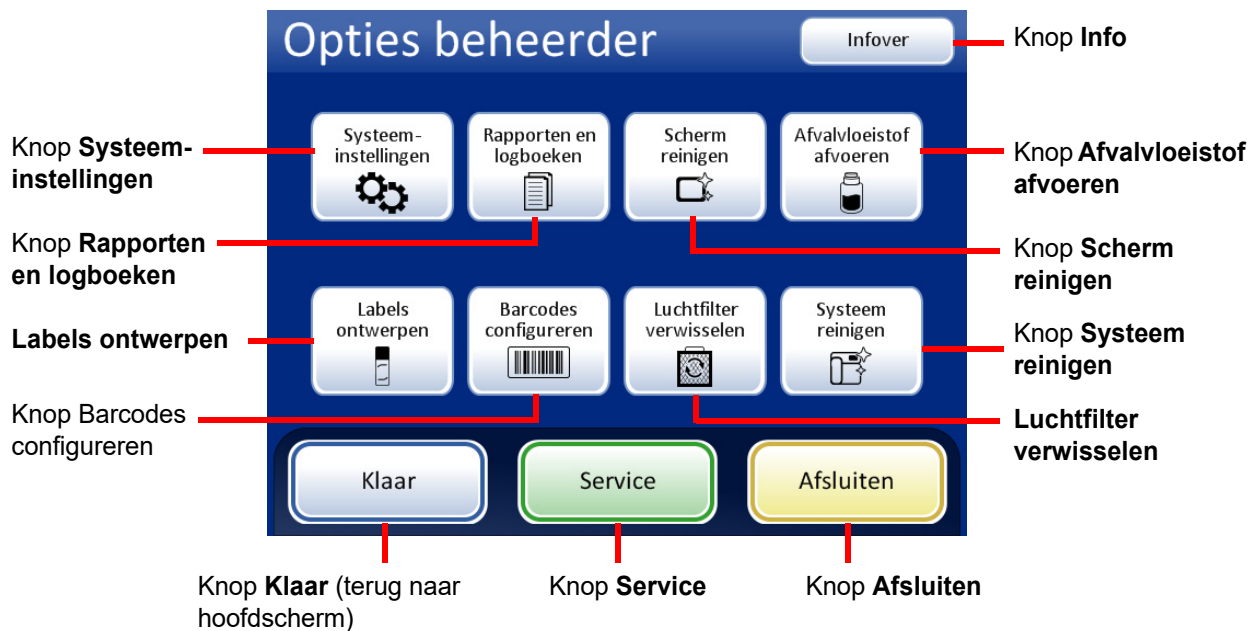 Opties beheerder
Infover
Knop Info
Knop Systeem-
instellingen
Systeem-
instellingen
Rapporten en
logboeken
Scherm
reinigen
Afvalvloeistof
afvoeren
Knop Afvalvloeistof
afvoeren
Knop Rapporten
en logboeken
Knop Scherm
reinigen
Labels ontwerpen
Labels
ontwerpen
Barcodes
configureren
Luchtfilter
verwisselen
Systeem
reinigen
Knop Systeem
reinigen
Knop Barcodes
configureren
Luchtfilter
verwisselen
Klaar
Service
Afsluiten
Knop Klaar (terug naar
hoofdscherm)
Knop Service
Knop Afsluiten